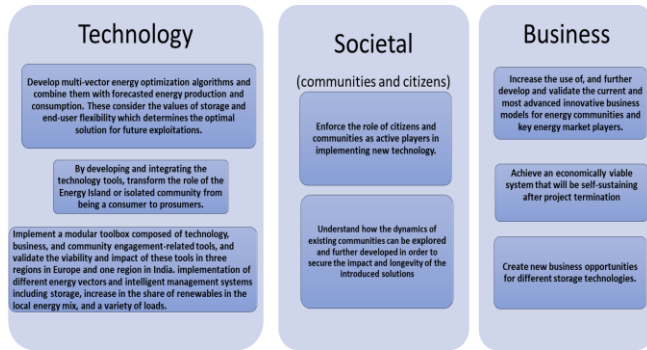 Technology
Develop multi-vector energy optimization algorithms and
combine them with forecasted energy production and
consumption. These consider the values of storage and
end-user flexibility which determines the optimal
solution for future exploitations.
By developing and integrating the
technology tools, transform the role of the
Energy Island or isolated community from
being a consumer to prosumers.
Implement a modular toolbox composed of technology,
business, and community engagement-related tools, and
validate the viability and impact of these tools in three
regions in Europe and one region in India. implementation of
different energy vectors and intelligent management systems
including storage, increase in the share of renewables in the
local energy mix, and a variety of loads.
Societal
(communities and citizens)
Enforce the role of citizens and
communities as active players in
implementing new technology.
Understand how the dynamics of
existing communities can be explored
and further developed in order to
secure the impact and longevity of the
introduced solutions
Business
Increase the use of, and further
develop and validate the current and
most advanced innovative business
models for energy communities and
key energy market players.
Achieve an economically viable
system that will be self-sustaining
after project termination
Create new business opportunities
for different storage technologies.